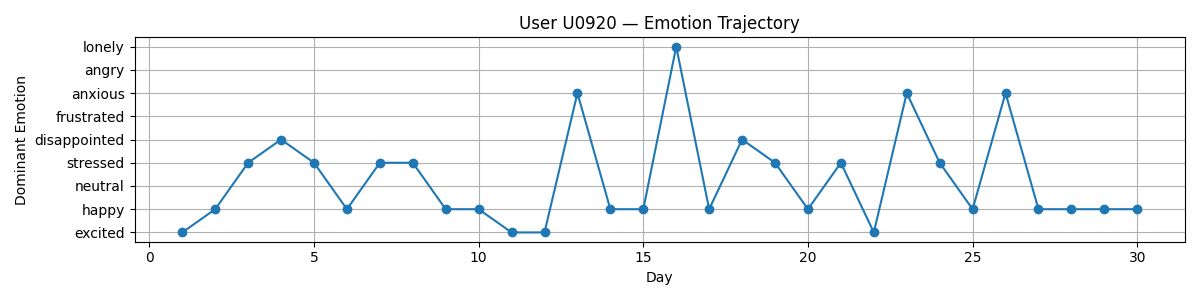 User U0920 — Emotion Trajectory
Dominant Emotion
lonely
angry
anxious
frustrated
disappointed
stressed
neutral
happy
excited
0 5 10 15 20 25 30
Day